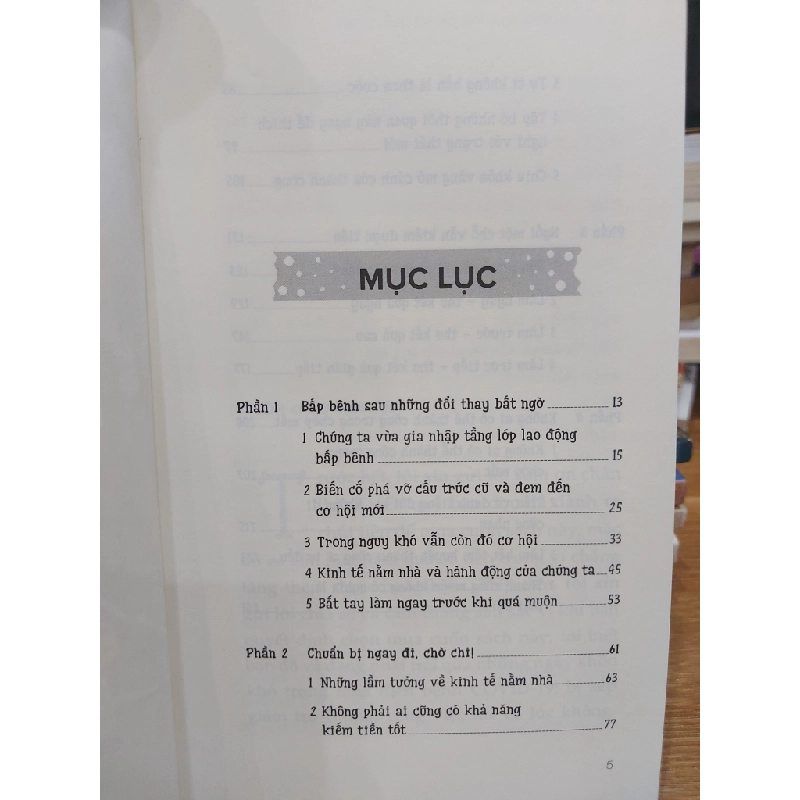 MỤC LỤC
Phần 1 Bấp bênh sau những đổi thay bất ngờ 13
1 Chúng ta vừa gia nhập tầng lớp lao động
bấp bênh 15
2 Biến cố phá vỡ cấu trúc cũ và đem đến
cơ hội mới 25
3 Trong nguy khó vẫn còn đó cơ hội 33
4 Kinh tế nằm nhà và hành động của chúng ta 45
5 Bắt tay làm ngay trước khi quá muộn 53
Phần 2 Chuẩn bị ngay đi, chờ chi! 61
1 Những lầm tưởng về kinh tế nằm nhà 63
2 Không phải ai cũng có khả năng
kiếm tiền tốt 77
5